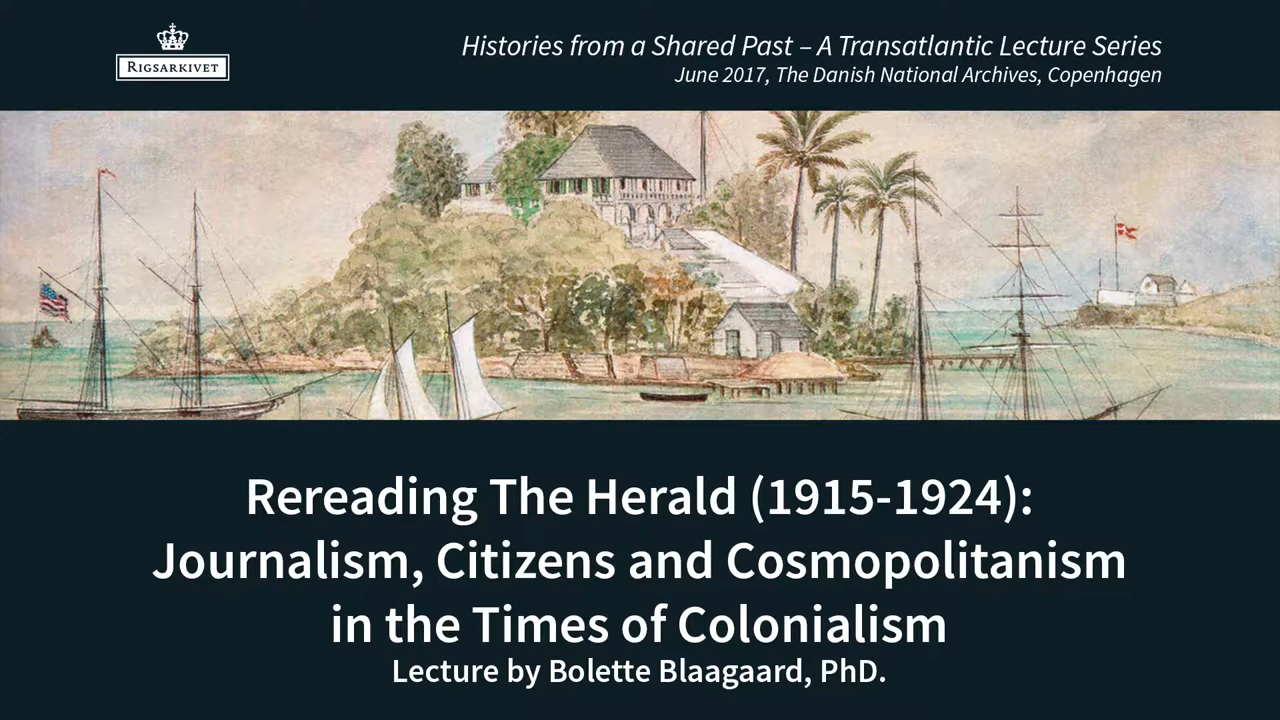 RIGSARKIVET
Histories from a Shared Past – A Transatlantic Lecture Series
June 2017, The Danish National Archives, Copenhagen
Rereading The Herald (1915-1924):
Journalism, Citizens and Cosmopolitanism
in the Times of Colonialism
Lecture by Bolette Blaagaard, PhD.